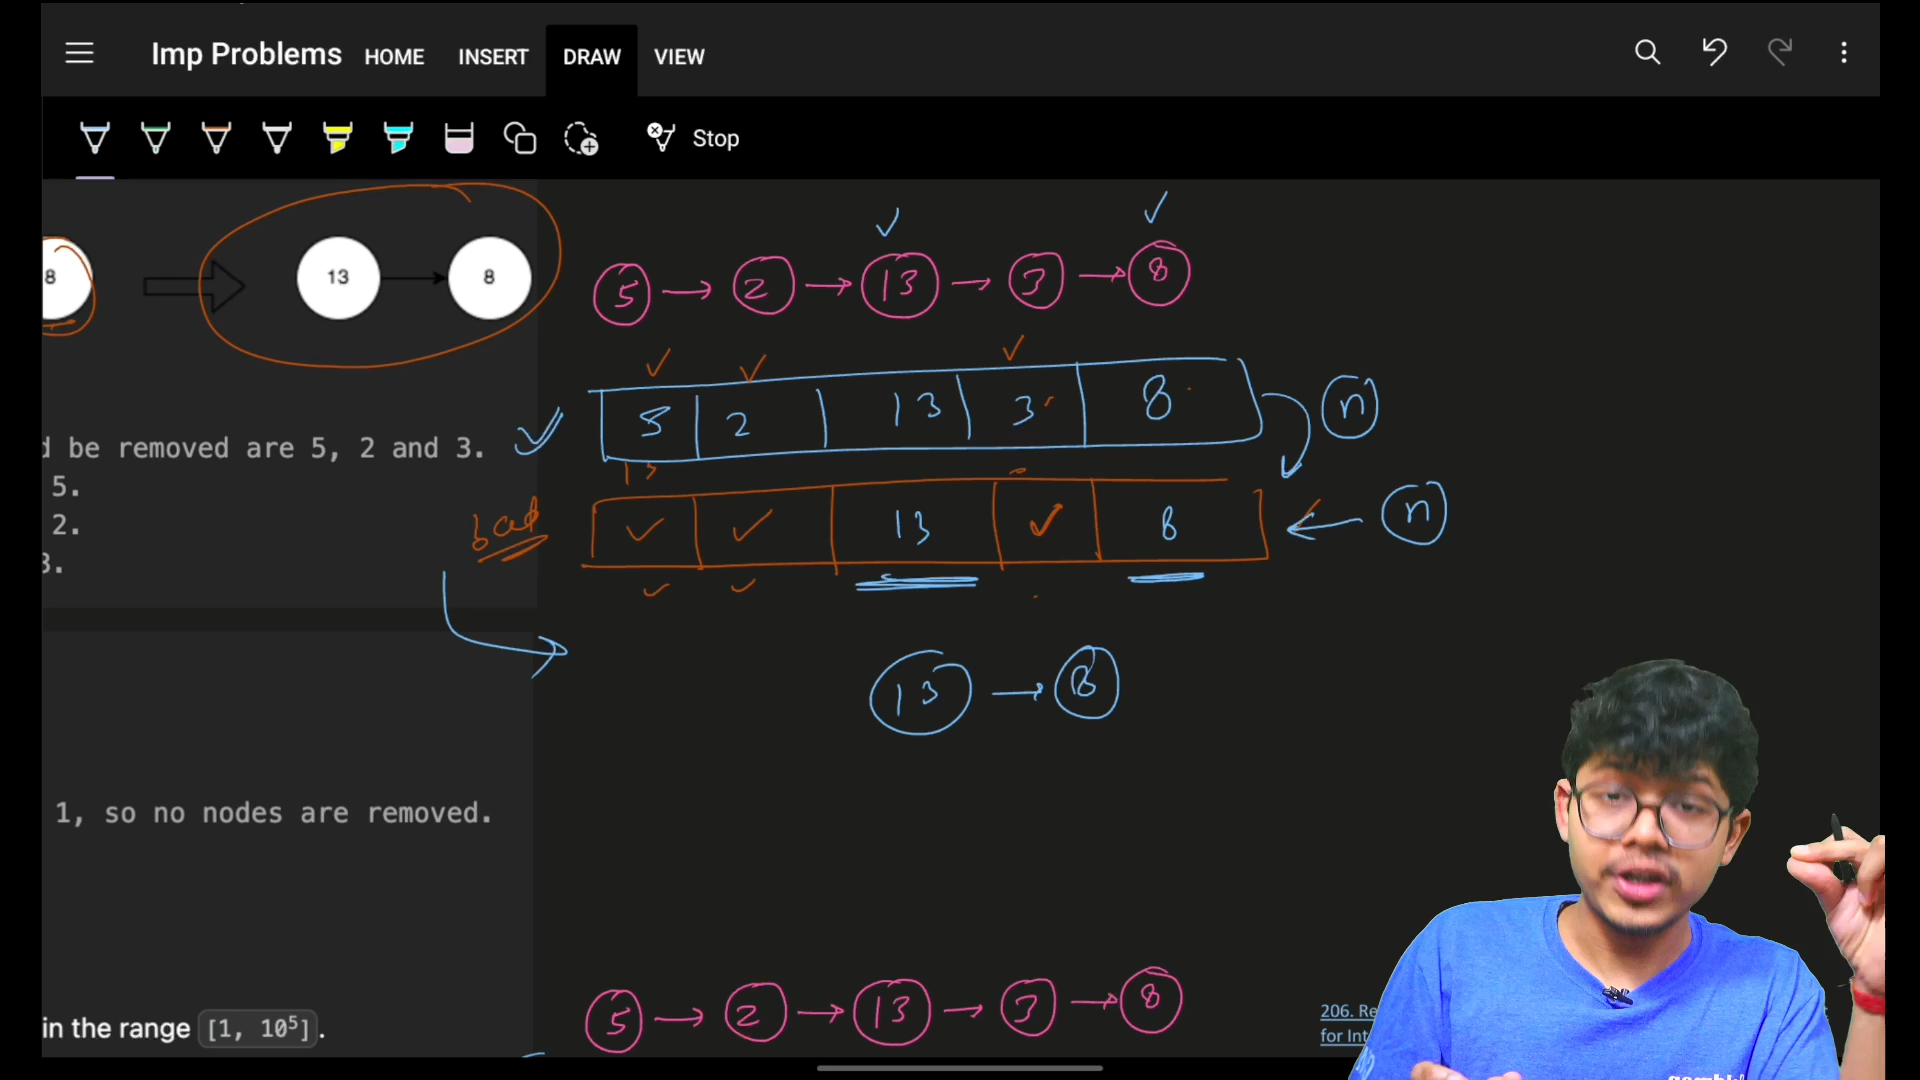 Imp Problems HOME INSERT DRAW VIEW
Stop
8 13 8
5 2 13 3 8
5 2 13 3 8 n
d be removed are 5, 2 and 3.
5.
2.
3.
13
bad 13 8 n
13 8
1, so no nodes are removed.
5 2 13 3 8
in the range [1, 10⁵].
206. Re
for Int